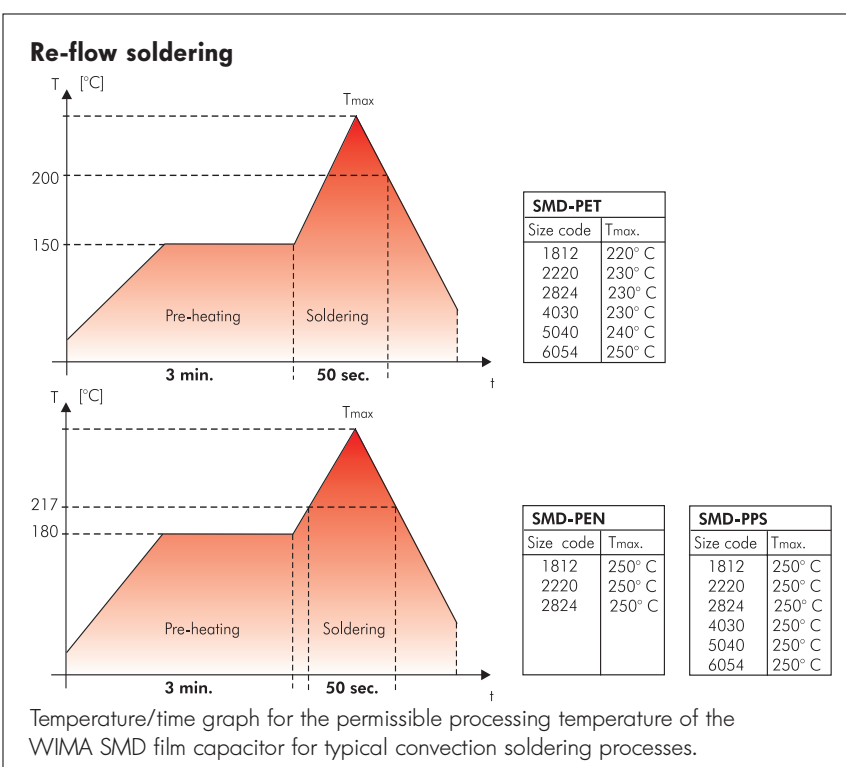 Re-flow soldering
T [°C]
Tmax
200
150
Pre-heating Soldering
3 min. 50 sec. t
SMD-PET
Size code Tmax.
1812 220° C
2220 230° C
2824 230° C
4030 230° C
5040 240° C
6054 250° C
T [°C]
Tmax
217
180
Pre-heating Soldering
3 min. 50 sec. t
SMD-PEN
Size code Tmax.
1812 250° C
2220 250° C
2824 250° C
SMD-PPS
Size code Tmax.
1812 250° C
2220 250° C
2824 250° C
4030 250° C
5040 250° C
6054 250° C
Temperature/time graph for the permissible processing temperature of the
WIMA SMD film capacitor for typical convection soldering processes.